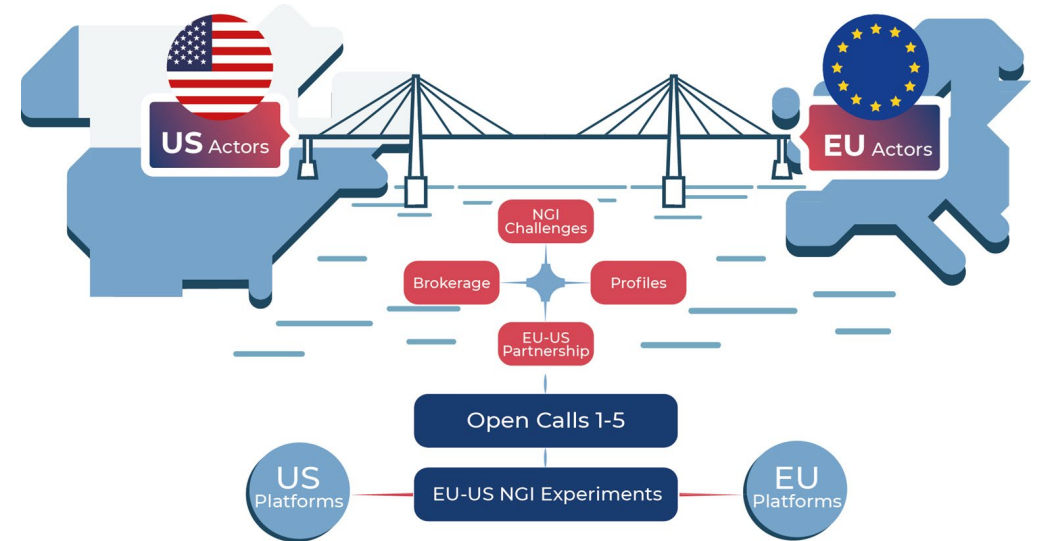 US Actors
EU Actors
NGI
Challenges
Brokerage
Profiles
EU-US
Partnership
Open Calls 1-5
US
Platforms
EU-US NGI Experiments
EU
Platforms